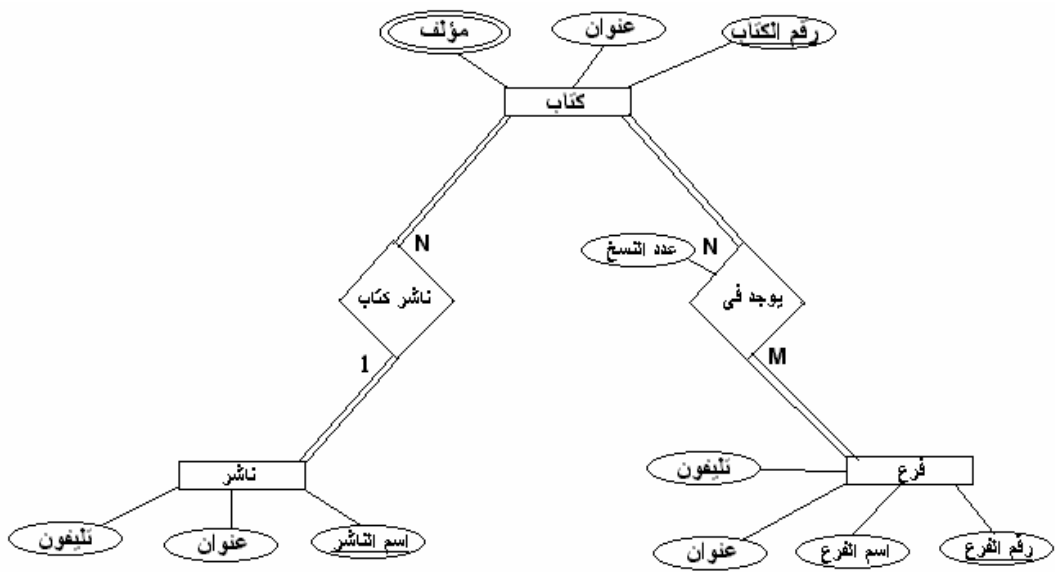 رقم الكتاب
عنوان
مؤلف
كتاب
N
N
عدد النسخ
يوجد فى
ناشر كتاب
M
1
فرع
ناشر
تليفون
رقم الفرع
اسم الفرع
عنوان
اسم الناشر
عنوان
تليفون